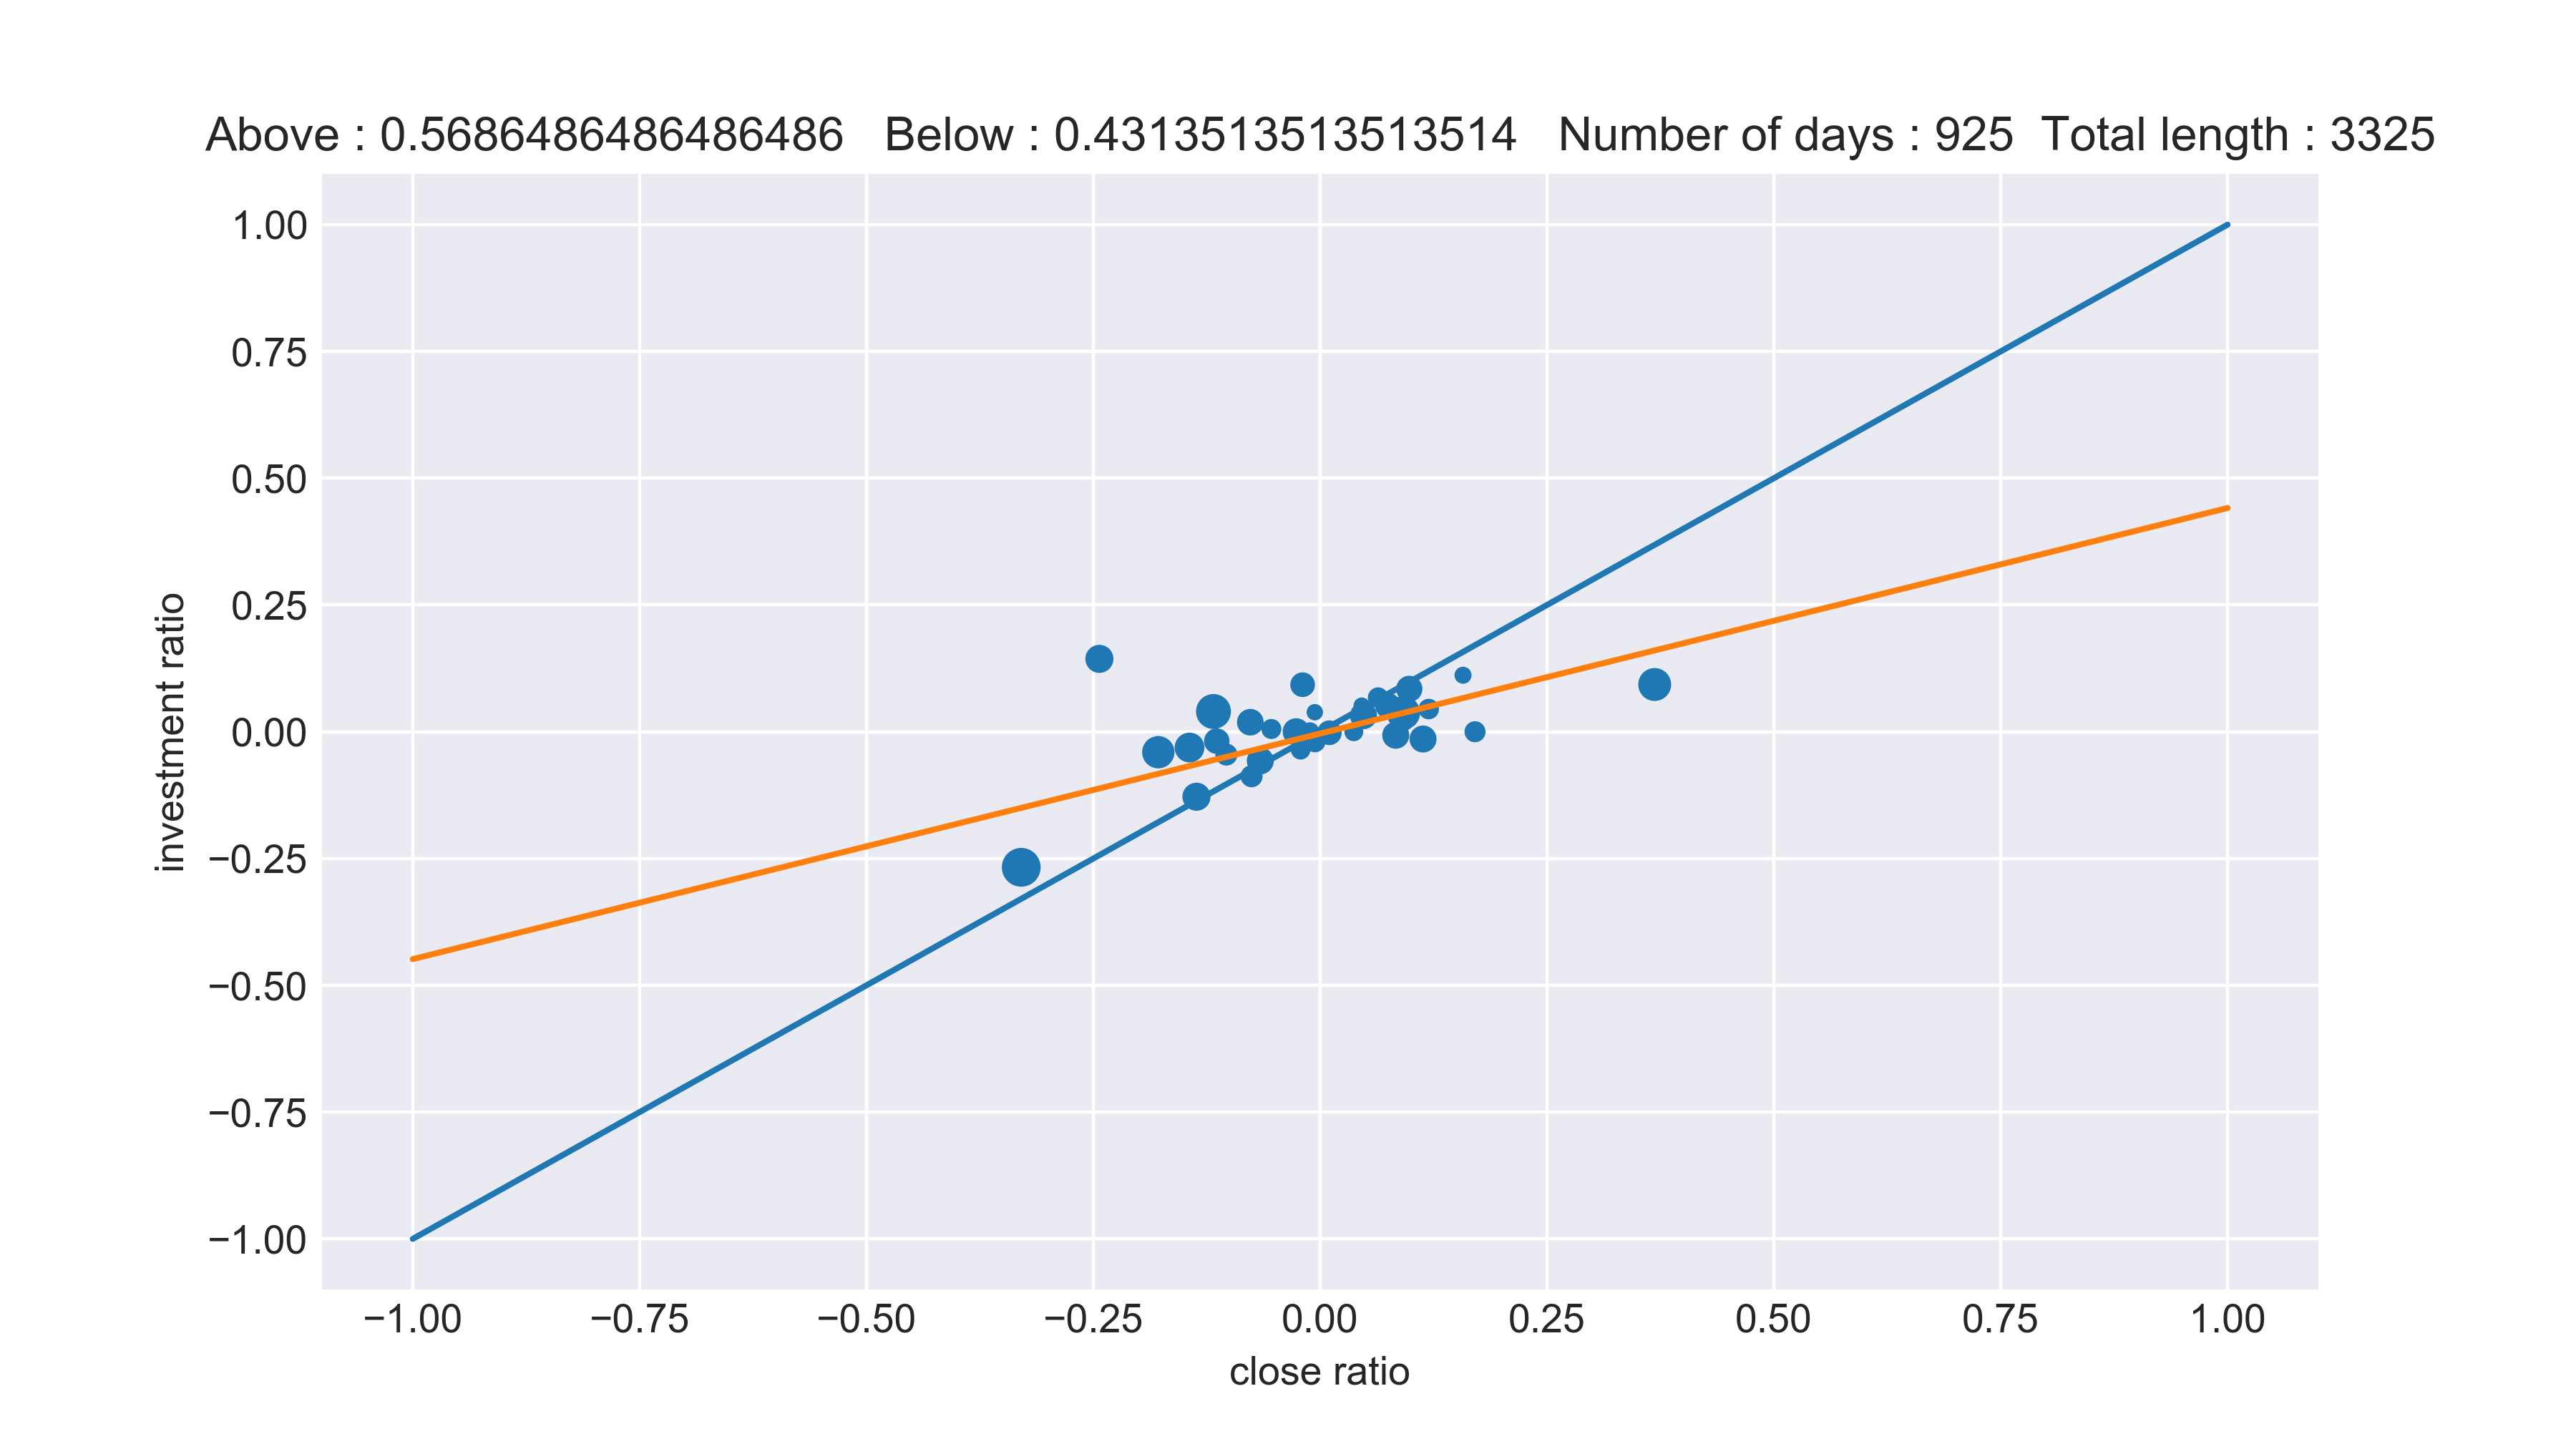 Above : 0.5686486486486486 Below : 0.4313513513513514 Number of days : 925 Total length : 3325
1.00
0.75
0.50
0.25
0.00
−0.25
−0.50
−0.75
−1.00
investment ratio
−1.00 −0.75 −0.50 −0.25 0.00 0.25 0.50 0.75 1.00
close ratio